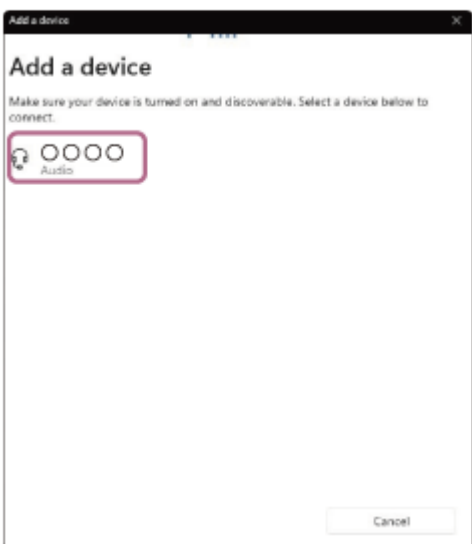 Add a device
Add a device
Make sure your device is turned on and discoverable. Select a device below to
connect.
○○○○
Audio
Cancel